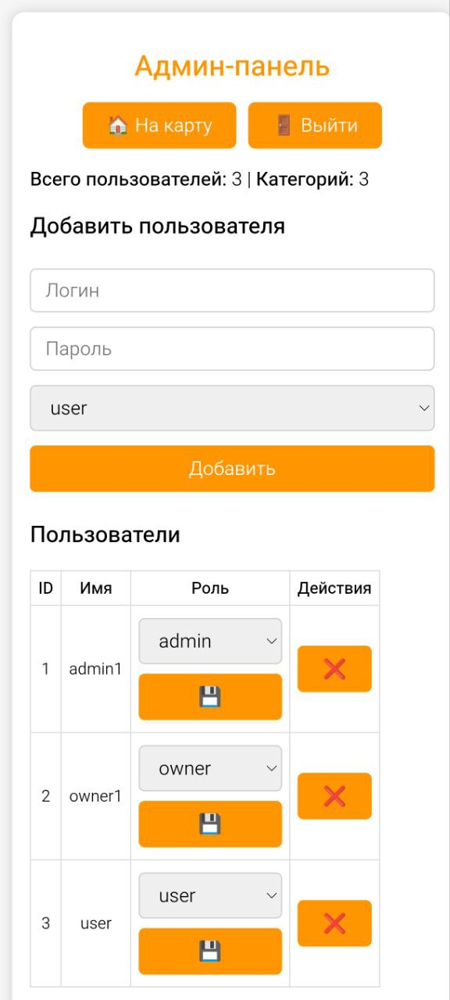 Админ-панель
🏠 На карту 🚪 Выйти
Всего пользователей: 3 | Категорий: 3
Добавить пользователя
Логин
Пароль
user
Добавить
Пользователи
ID Имя Роль Действия
1 admin1 admin
2 owner1 owner
3 user user